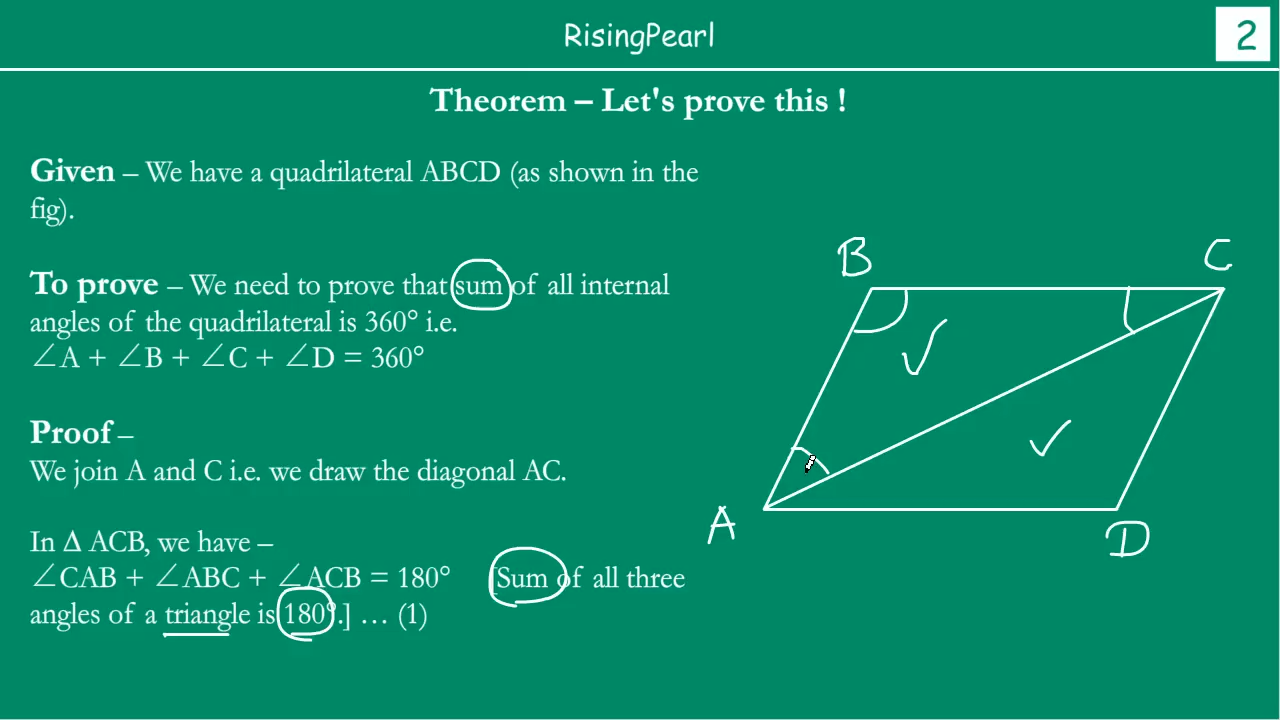 RisingPearl
2
Theorem – Let's prove this !
Given – We have a quadrilateral ABCD (as shown in the
fig).
To prove – We need to prove that sum of all internal
angles of the quadrilateral is 360° i.e.
∠A + ∠B + ∠C + ∠D = 360°
Proof –
We join A and C i.e. we draw the diagonal AC.
In Δ ACB, we have –
∠CAB + ∠ABC + ∠ACB = 180° [Sum of all three
angles of a triangle is 180°.] … (1)
B
C
A
D